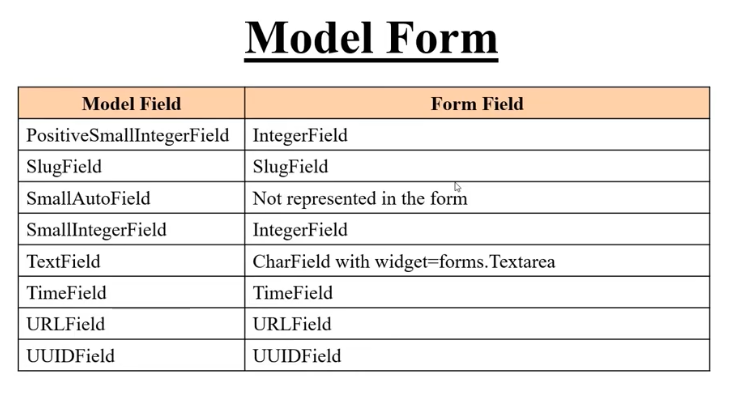 Model Form
Model Field Form Field
PositiveSmallIntegerField IntegerField
SlugField SlugField
SmallAutoField Not represented in the form
SmallIntegerField IntegerField
TextField CharField with widget=forms.Textarea
TimeField TimeField
URLField URLField
UUIDField UUIDField